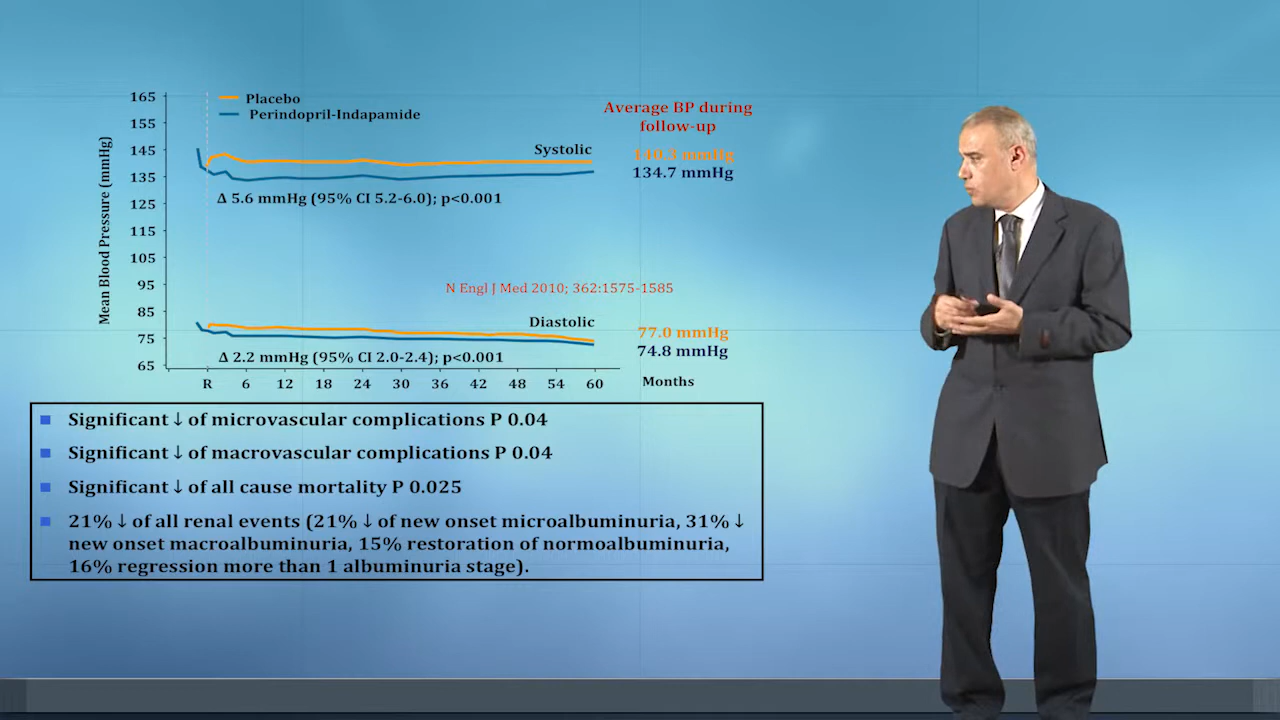 165
155
145
135
125
115
105
95
85
75
65
Mean Blood Pressure (mmHg)
Placebo
Perindopril-Indapamide
Average BP during
follow-up
Systolic
140.3 mmHg
134.7 mmHg
Δ 5.6 mmHg (95% CI 5.2-6.0); p<0.001
N Engl J Med 2010; 362:1575-1585
Diastolic
77.0 mmHg
74.8 mmHg
Δ 2.2 mmHg (95% CI 2.0-2.4); p<0.001
R 6 12 18 24 30 36 42 48 54 60 Months
Significant ↓ of microvascular complications P 0.04
Significant ↓ of macrovascular complications P 0.04
Significant ↓ of all cause mortality P 0.025
21% ↓ of all renal events (21% ↓ of new onset microalbuminuria, 31% ↓
new onset macroalbuminuria, 15% restoration of normoalbuminuria,
16% regression more than 1 albuminuria stage).